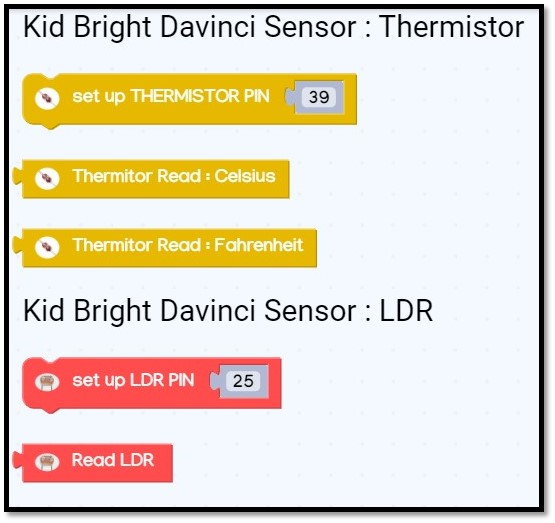 Kid Bright Davinci Sensor : Thermistor
set up THERMISTOR PIN 39
Thermitor Read : Celsius
Thermitor Read : Fahrenheit
Kid Bright Davinci Sensor : LDR
set up LDR PIN 25
Read LDR